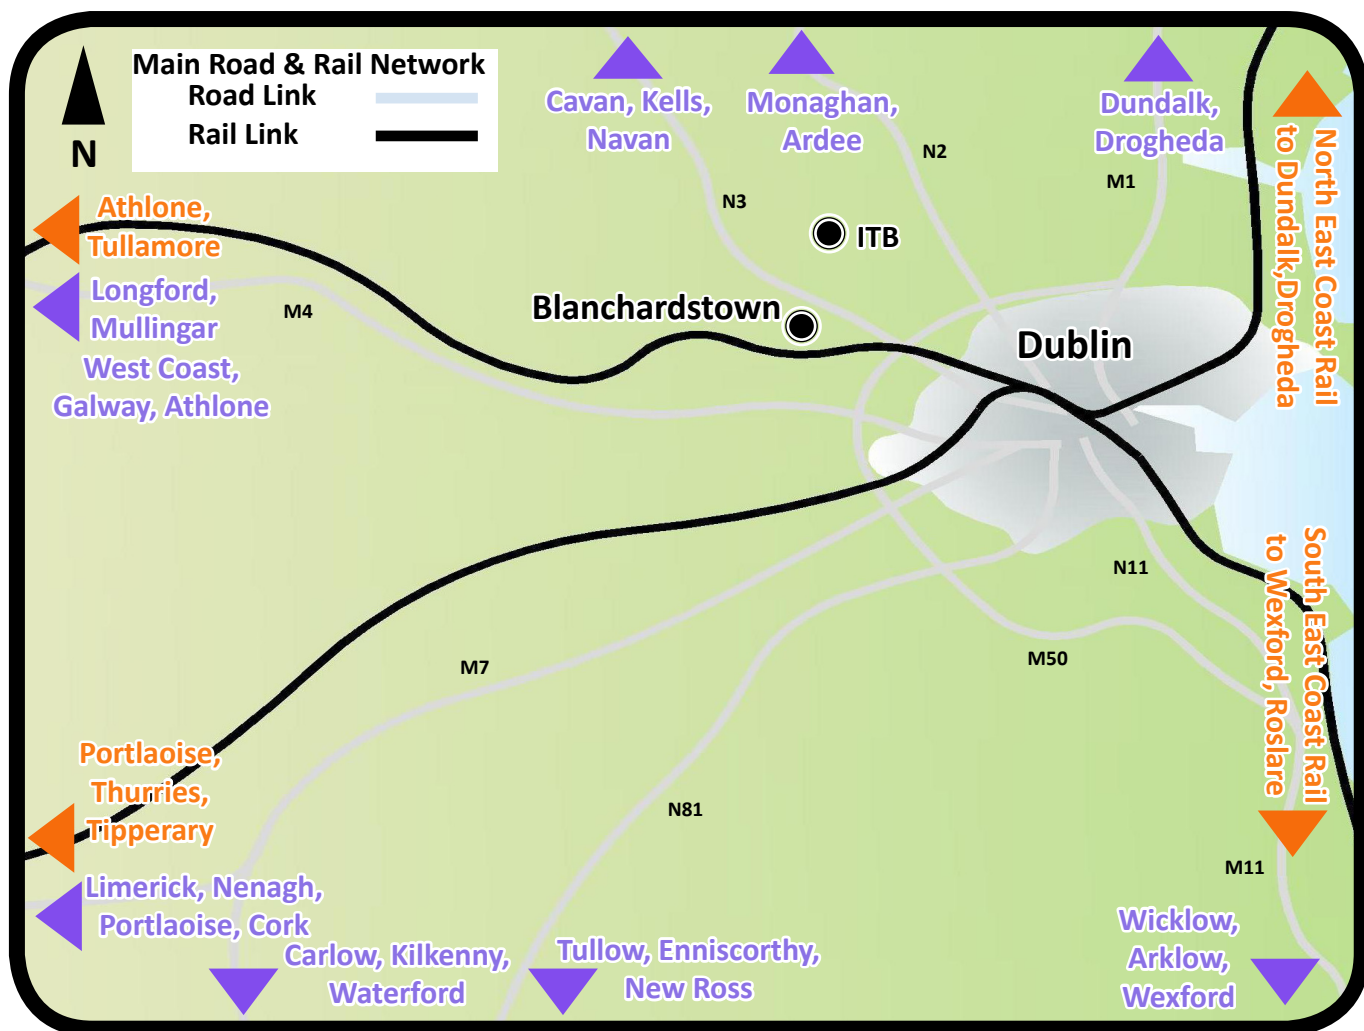 Main Road & Rail Network
Road Link
Rail Link
N
Cavan, Kells,
Navan
Monaghan,
Ardee
Dundalk,
Drogheda
North East Coast Rail
to Dundalk,Drogheda
N2
M1
N3
ITB
Athlone,
Tullamore
Longford,
Mullingar
West Coast,
Galway, Athlone
M4
Blanchardstown
Dublin
South East Coast Rail
to Wexford, Roslare
N11
M50
M7
N81
M11
Portlaoise,
Thurries,
Tipperary
Limerick, Nenagh,
Portlaoise, Cork
Carlow, Kilkenny,
Waterford
Tullow, Enniscorthy,
New Ross
Wicklow,
Arklow,
Wexford